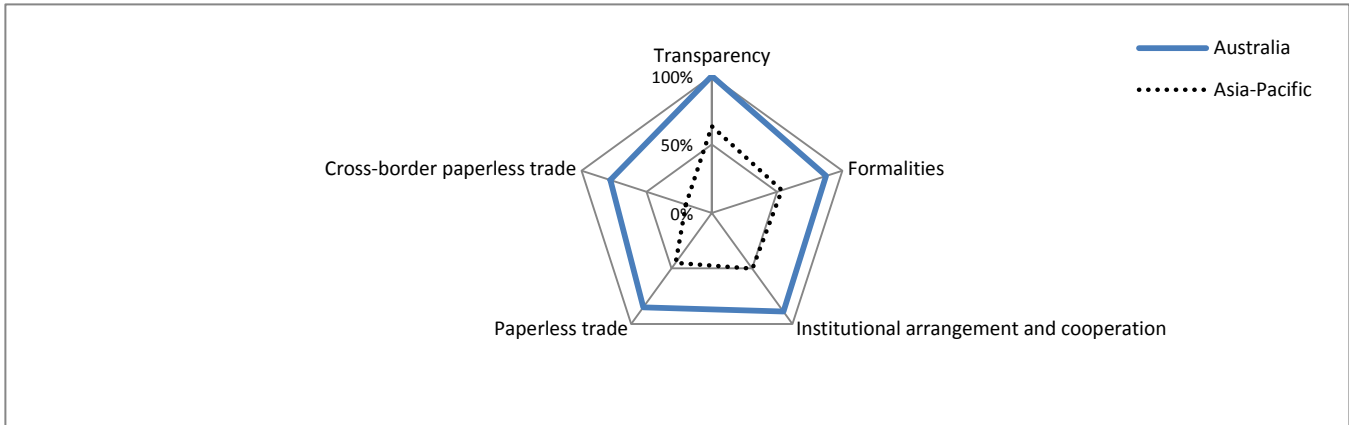 Transparency
100%
50%
0%
Formalities
Institutional arrangement and cooperation
Paperless trade
Cross-border paperless trade
Australia
Asia-Pacific